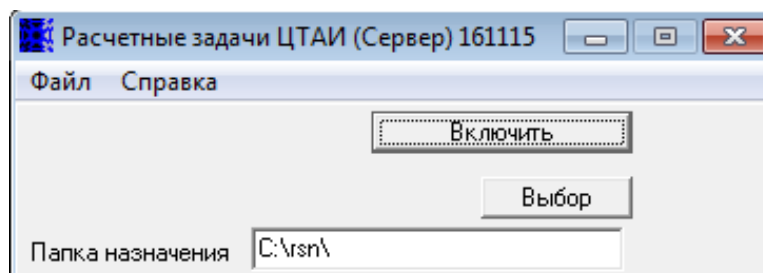 Расчетные задачи ЦТАИ (Сервер) 161115
Файл Справка
Включить
Выбор
Папка назначения C:\rsn\